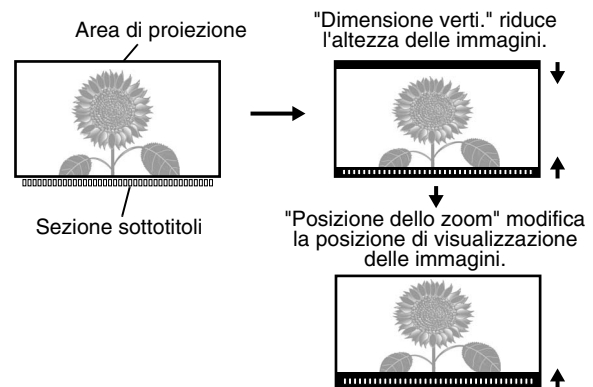 Area di proiezione
"Dimensione verti." riduce
l'altezza delle immagini.
Sezione sottotitoli
"Posizione dello zoom" modifica
la posizione di visualizzazione
delle immagini.